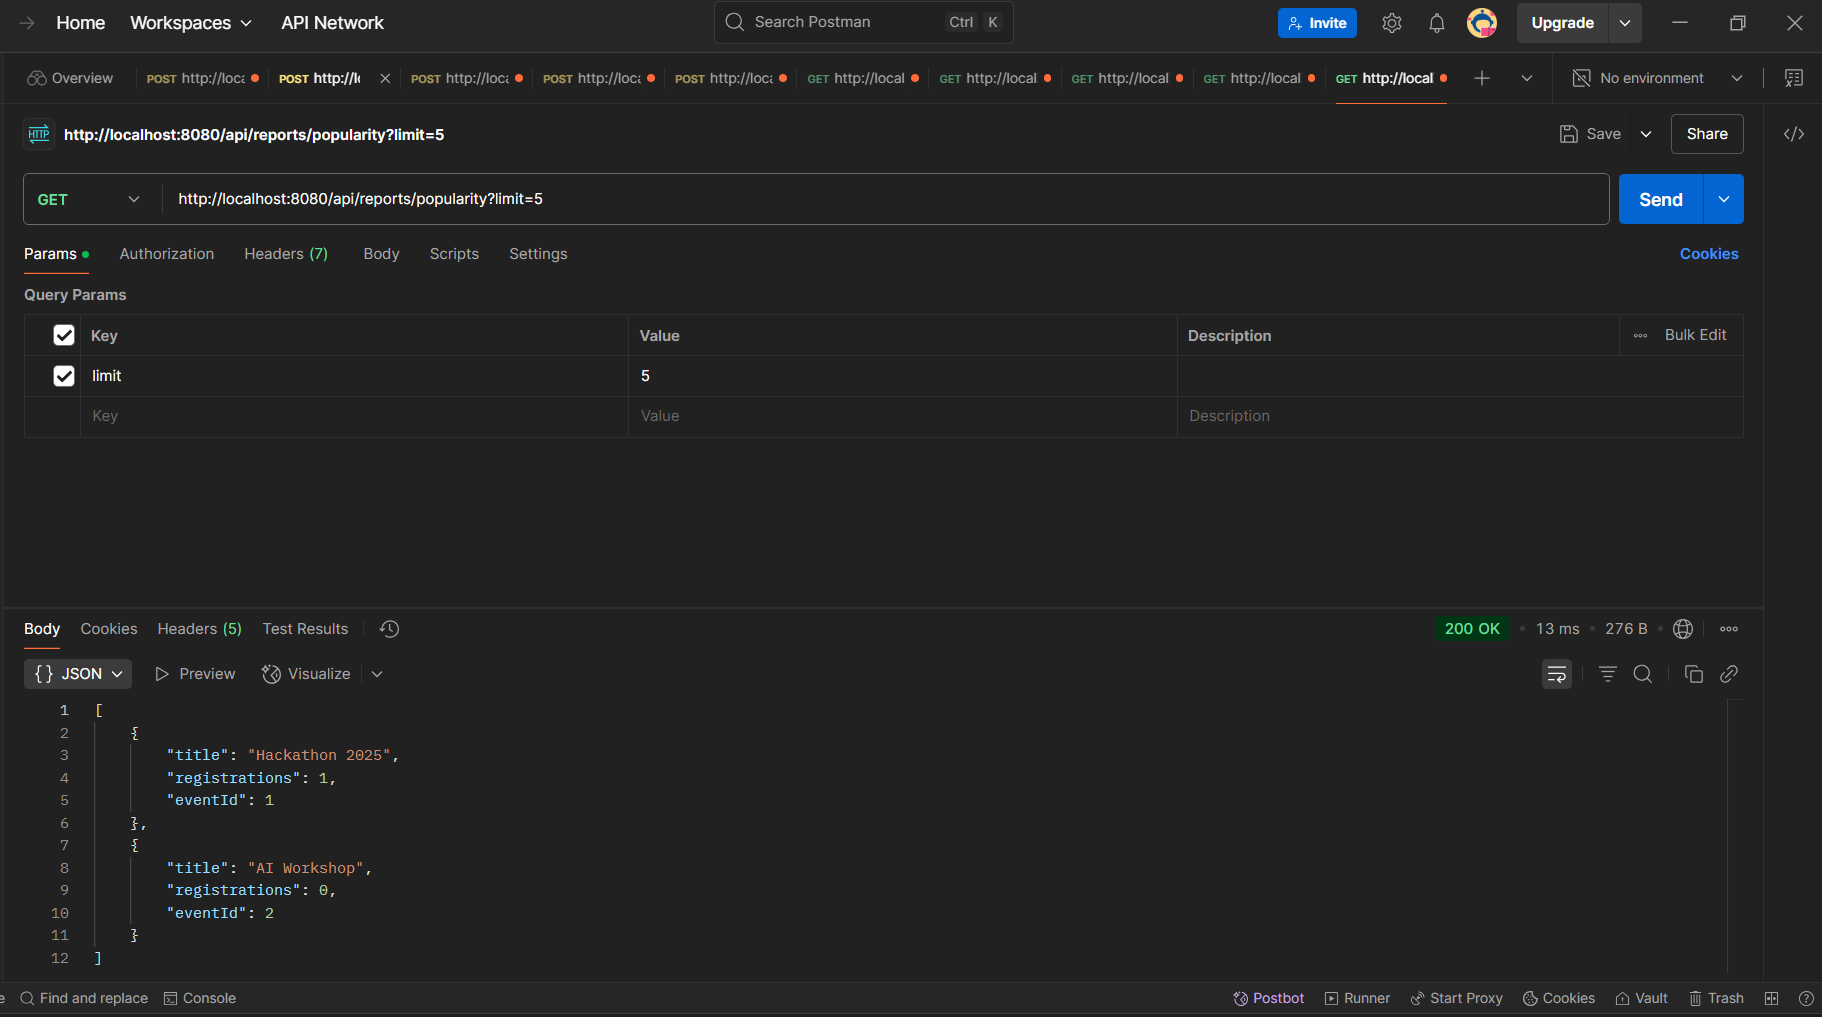 Home Workspaces API Network Search Postman Ctrl K Invite Upgrade
Overview POST http://loca POST http://lo POST http://loca POST http://loca POST http://loca GET http://local GET http://local GET http://local GET http://local GET http://local No environment
HTTP http://localhost:8080/api/reports/popularity?limit=5 Save Share
GET http://localhost:8080/api/reports/popularity?limit=5 Send
Params Authorization Headers (7) Body Scripts Settings Cookies
Query Params
Key Value Description Bulk Edit
limit 5
Key Value Description
Body Cookies Headers (5) Test Results 200 OK 13 ms 276 B
{} JSON Preview Visualize
1 [
2 {
3 "title": "Hackathon 2025",
4 "registrations": 1,
5 "eventId": 1
6 },
7 {
8 "title": "AI Workshop",
9 "registrations": 0,
10 "eventId": 2
11 }
12 ]
e Find and replace Console Postbot Runner Start Proxy Cookies Vault Trash